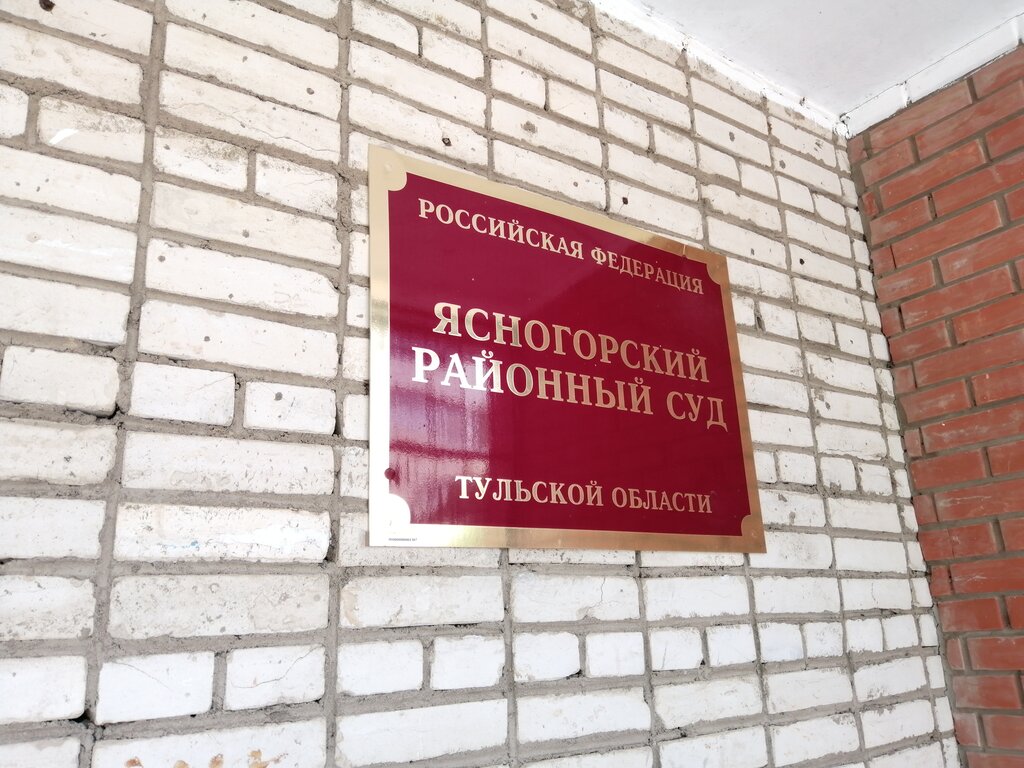 РОССИЙСКАЯ ФЕДЕРАЦИЯ
ЯСНОГОРСКИЙ
РАЙОННЫЙ СУД
ТУЛЬСКОЙ ОБЛАСТИ